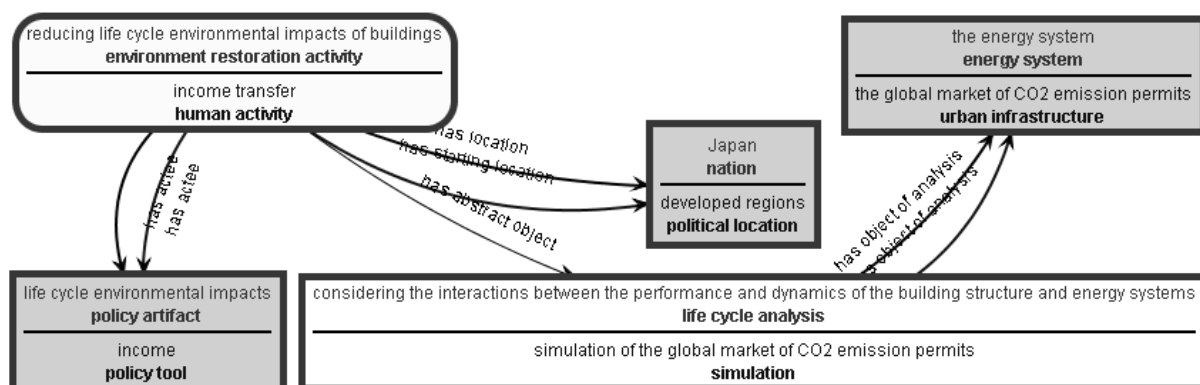 reducing life cycle environmental impacts of buildings
environment restoration activity
income transfer
human activity
the energy system
energy system
the global market of CO2 emission permits
urban infrastructure
has location
has starting location
Japan
nation
developed regions
political location
has actee
has actee
has abstract object
has object of analysis
s object of analysis
life cycle environmental impacts
policy artifact
income
policy tool
considering the interactions between the performance and dynamics of the building structure and energy systems
life cycle analysis
simulation of the global market of CO2 emission permits
simulation